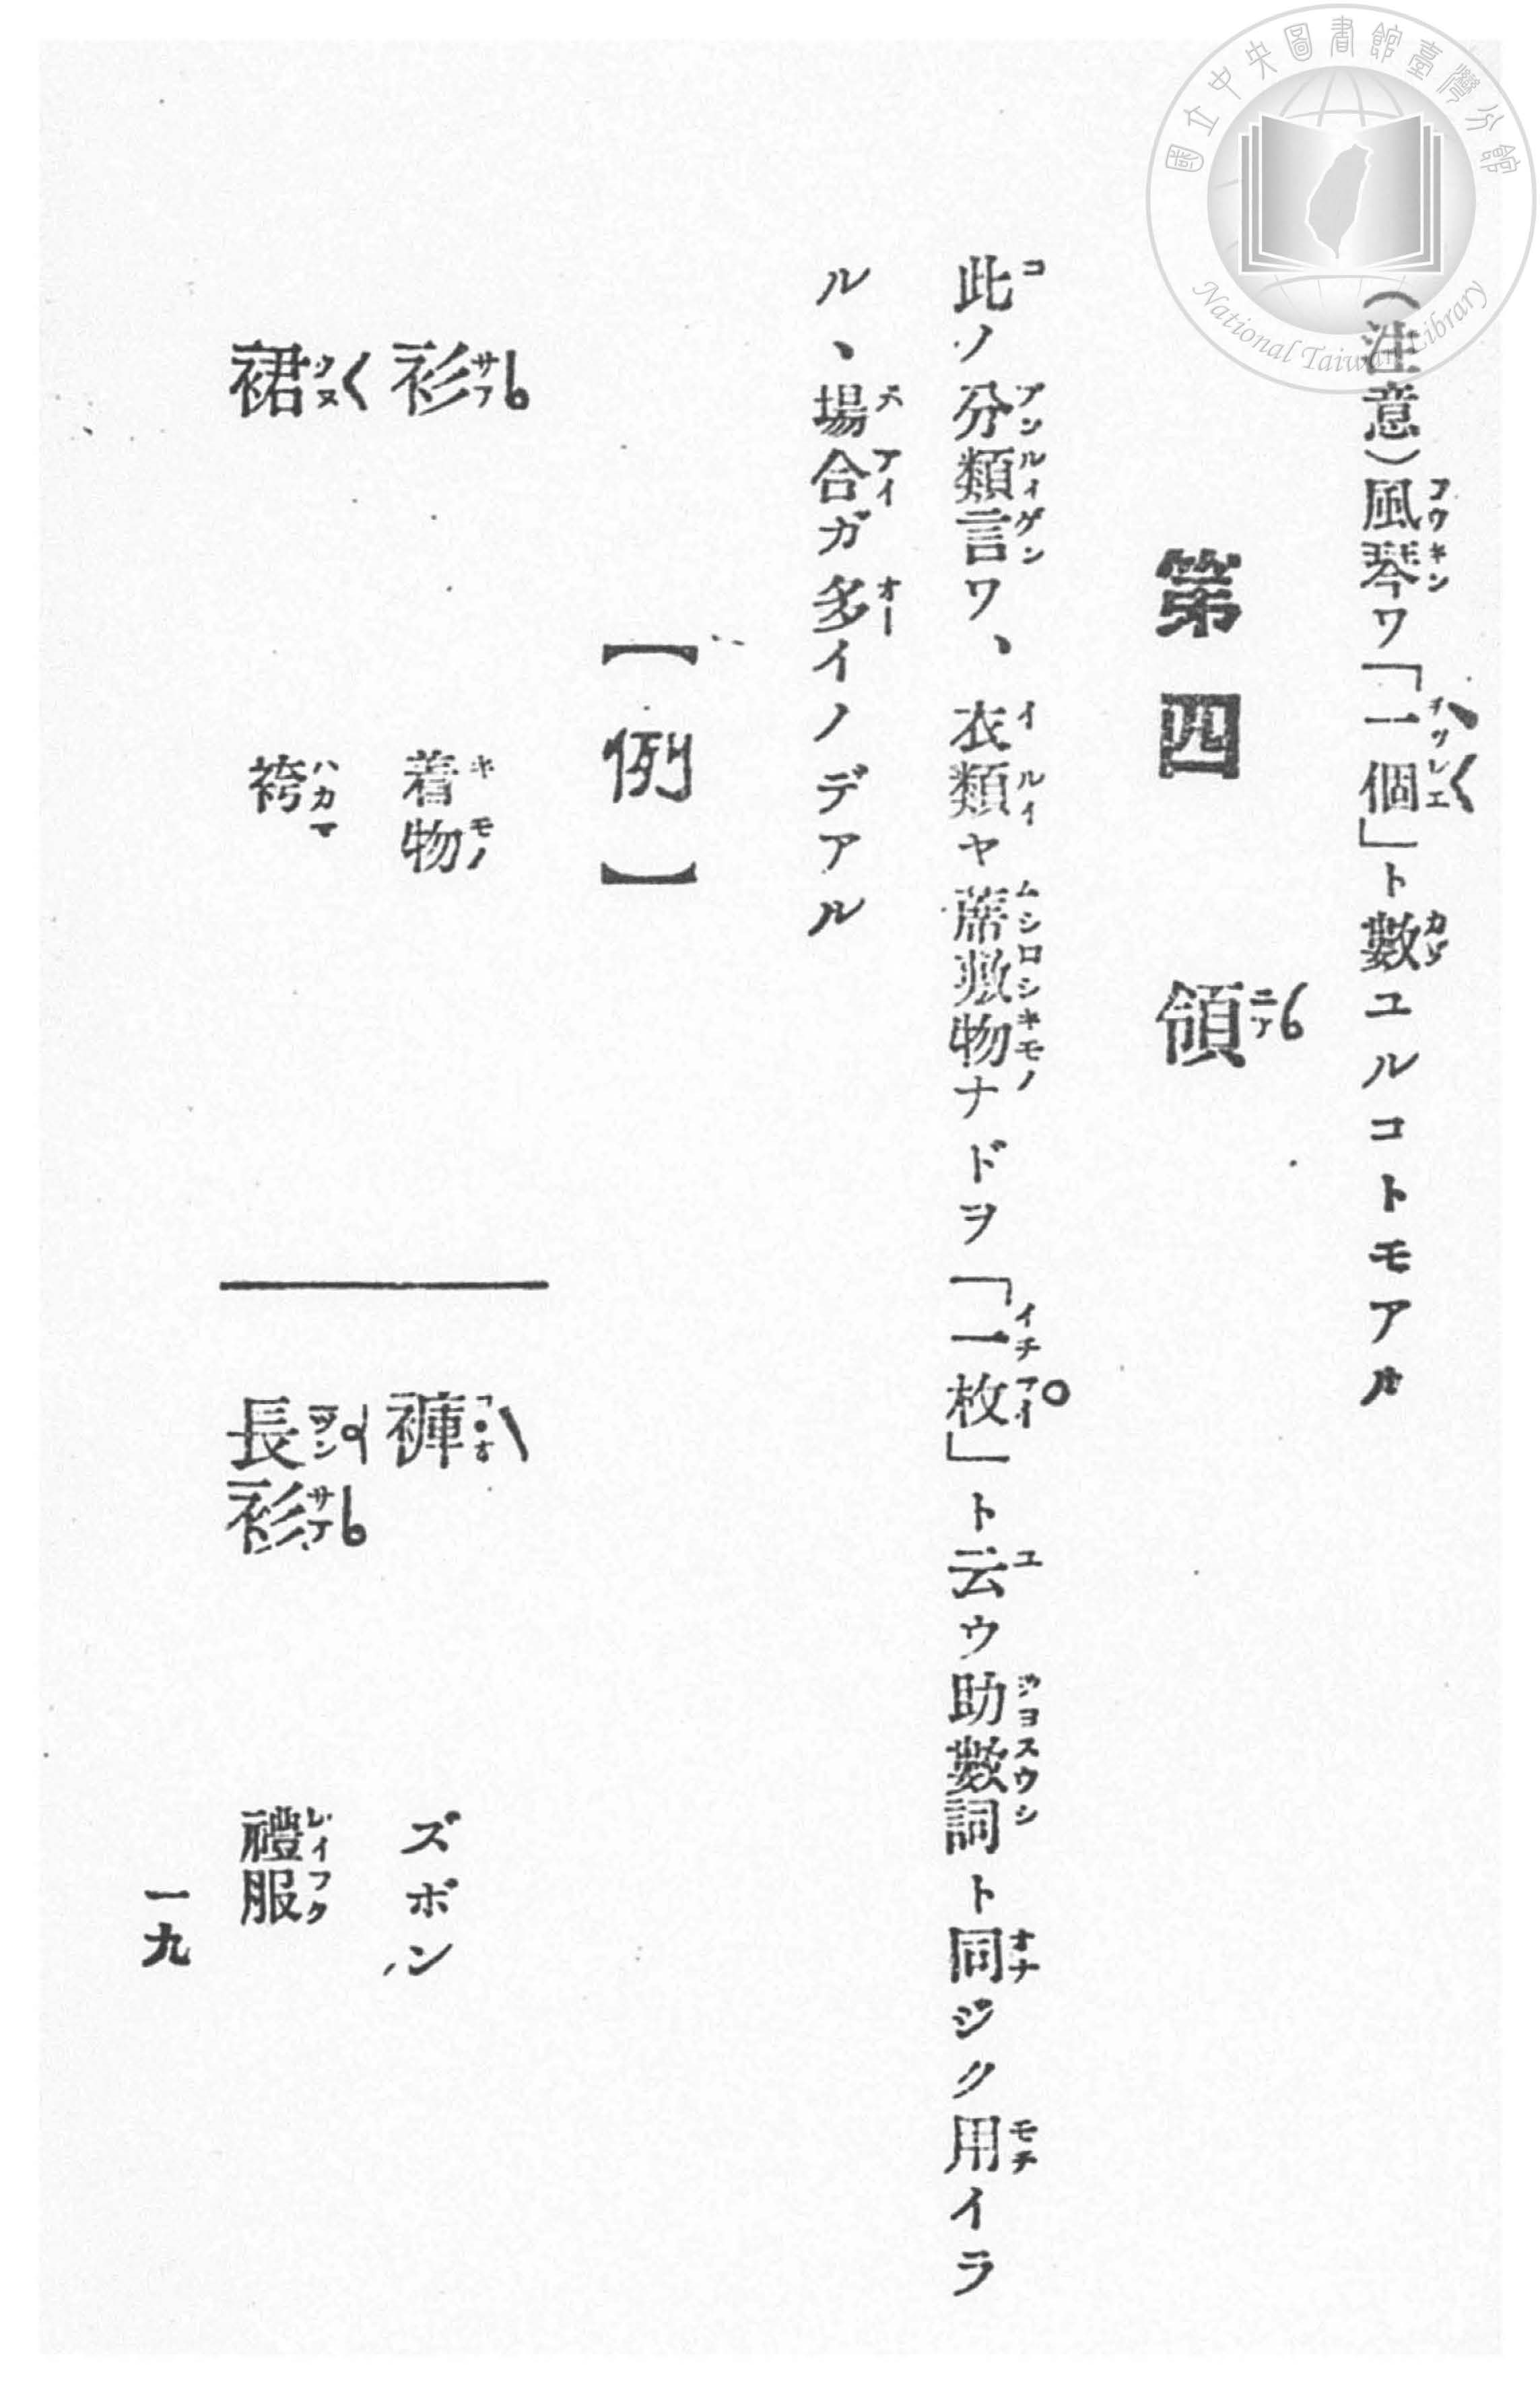 國立中央圖書館臺灣分館
National Taiwan Library
(注意)風琴ワ「一個」ト數ユルコトモアル
第四 領
此ノ分類言ワ、衣類ヤ蓆敷物ナドヲ「一枚」ト云ウ助數詞ト同ジク用イラ
ル、場合ガ多イノデアル
【例】
衫 着物
裙 袴
褲 ズボン
長衫 禮服
一九